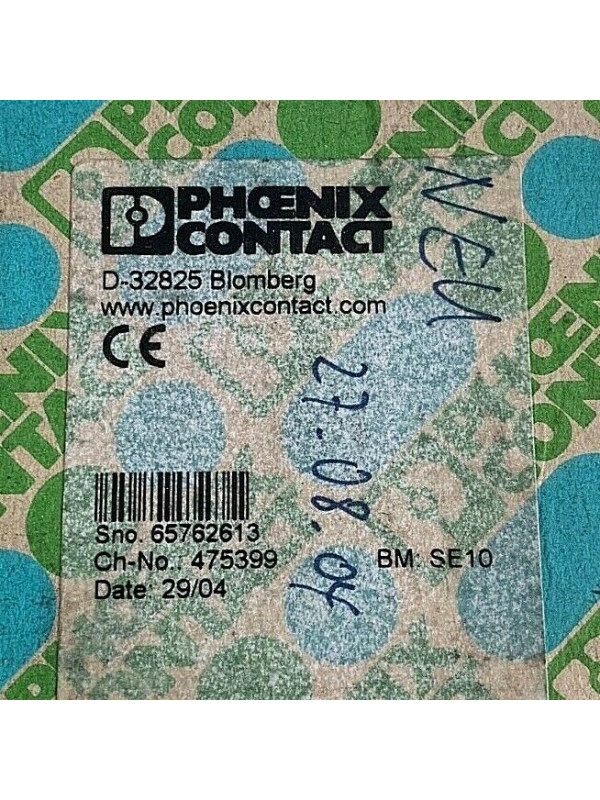 PHŒNIX
CONTACT
D-32825 Blomberg
www.phoenixcontact.com
CE
Sno. 65762613
Ch-No.: 475399
BM: SE10
Date: 29/04
NEU
27.08.04